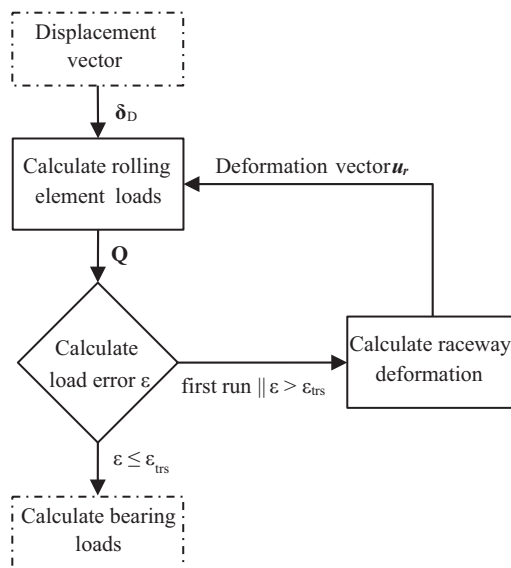 Displacement
vector
δD
Calculate rolling
element loads
Deformation vector ur
Q
Calculate
load error ε
first run || ε > εtrs
Calculate raceway
deformation
ε ≤ εtrs
Calculate bearing
loads